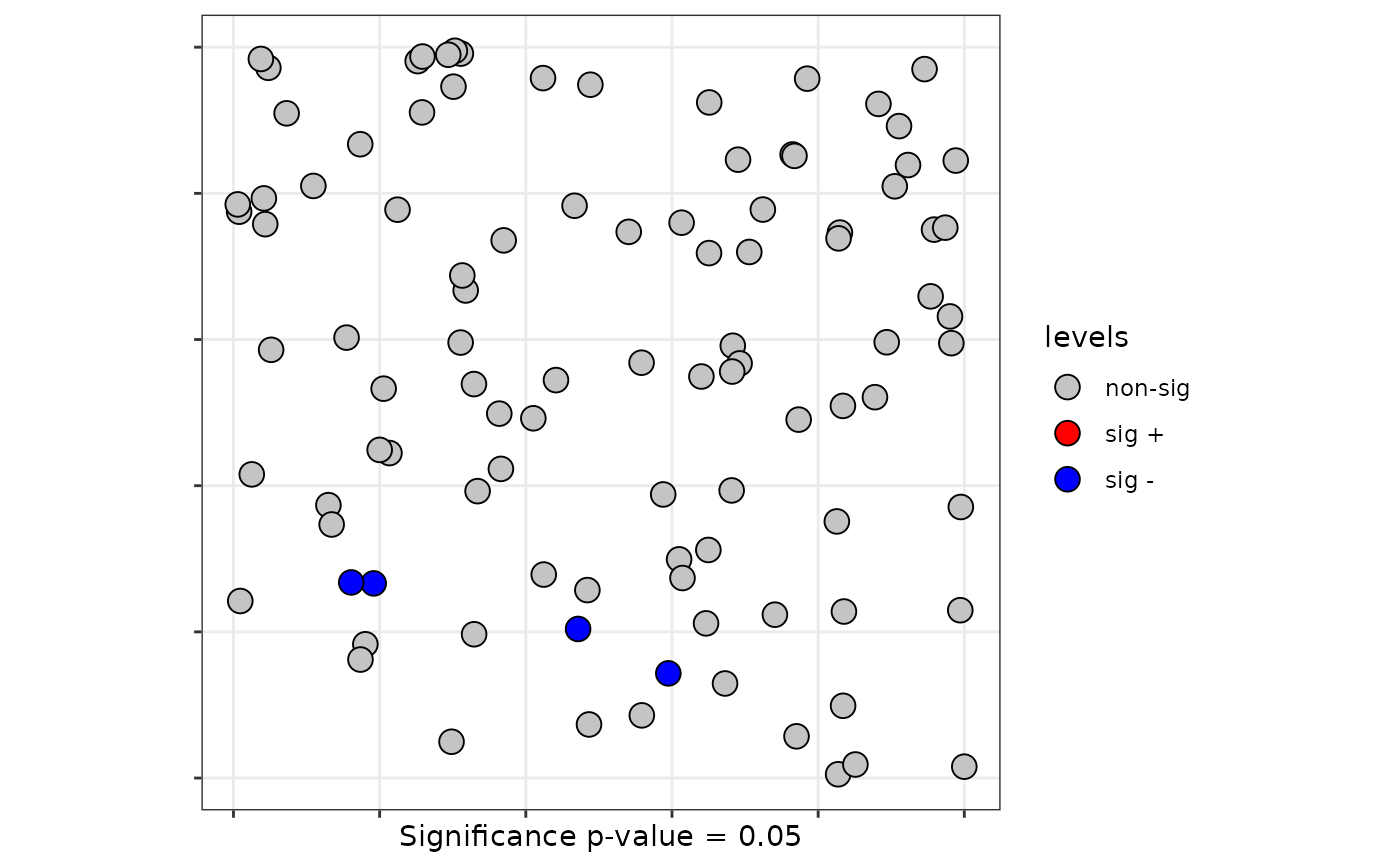 levels
non-sig
sig +
sig -
Significance p-value = 0.05